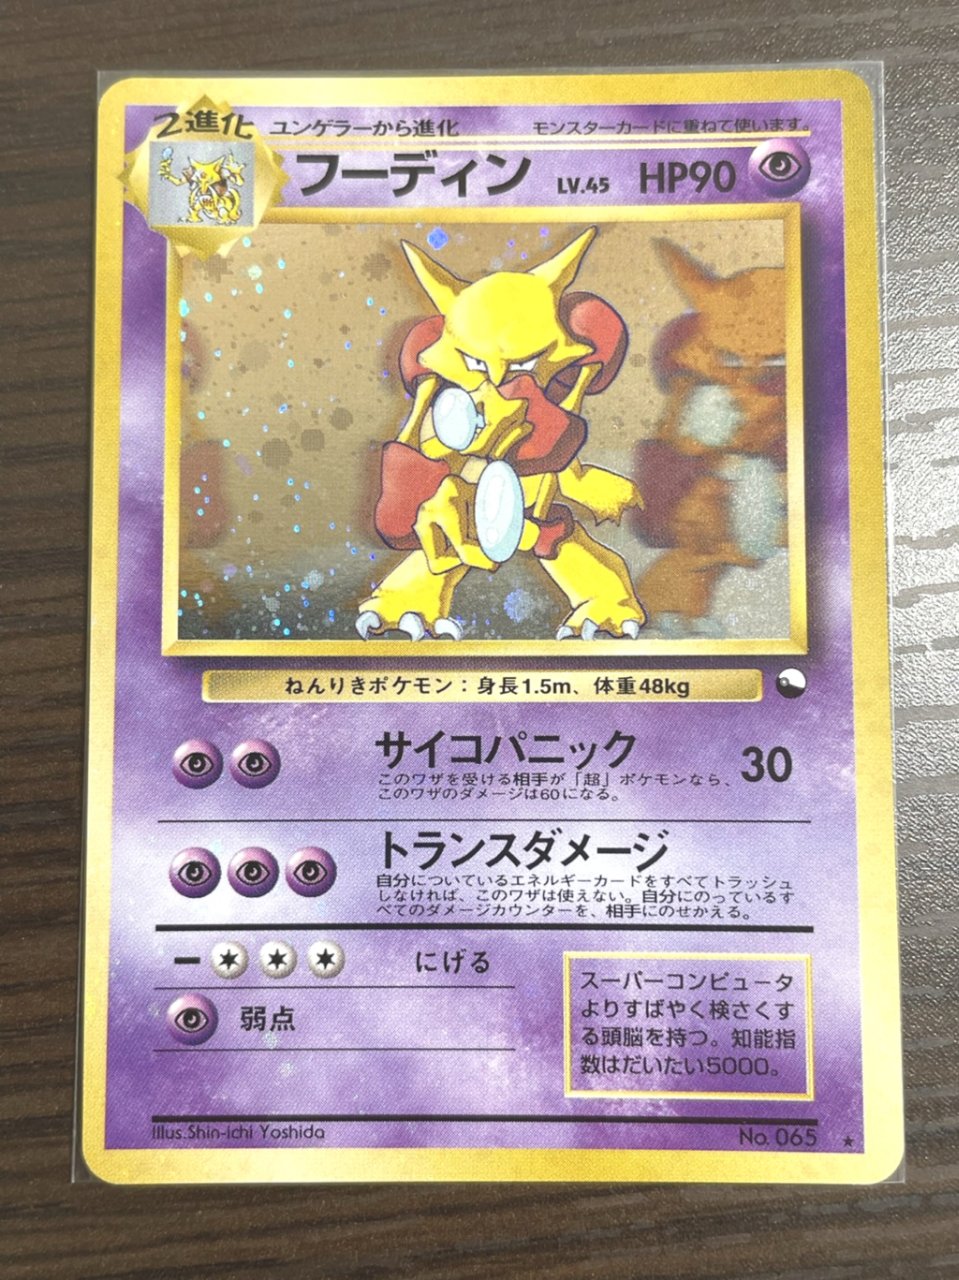 2進化
ユンゲラーから進化
モンスターカードに重ねて使います。
フーディン LV.45 HP90
ねんりきポケモン：身長1.5m、体重48kg
サイコパニック 30
このワザを受ける相手が「超」ポケモンなら、
このワザのダメージは60になる。
トランスダメージ
自分についているエネルギーカードをすべてトラッシュ
しなければ、このワザは使えない。自分にのっているす
べてのダメージカウンターを、相手にのせかえる。
ー にげる
弱点
スーパーコンピュータ
よりすばやく検さくす
る頭脳を持つ。知能指
数はだいたい5000。
Illus.Shin-ichi Yoshida
No. 065 ★